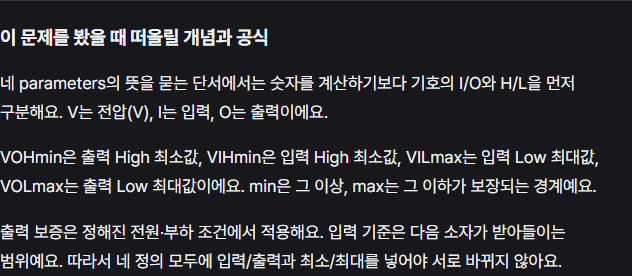 이 문제를 봤을 때 떠올릴 개념과 공식
네 parameters의 뜻을 묻는 단서에서는 숫자를 계산하기보다 기호의 I/O와 H/L을 먼저
구분해요. V는 전압(V), I는 입력, O는 출력이에요.
VOHmin은 출력 High 최소값, VIHmin은 입력 High 최소값, VILmax는 입력 Low 최대값,
VOLmax는 출력 Low 최대값이에요. min은 그 이상, max는 그 이하가 보장되는 경계예요.
출력 보증은 정해진 전원·부하 조건에서 적용해요. 입력 기준은 다음 소자가 받아들이는
범위예요. 따라서 네 정의 모두에 입력/출력과 최소/최대를 넣어야 서로 바뀌지 않아요.